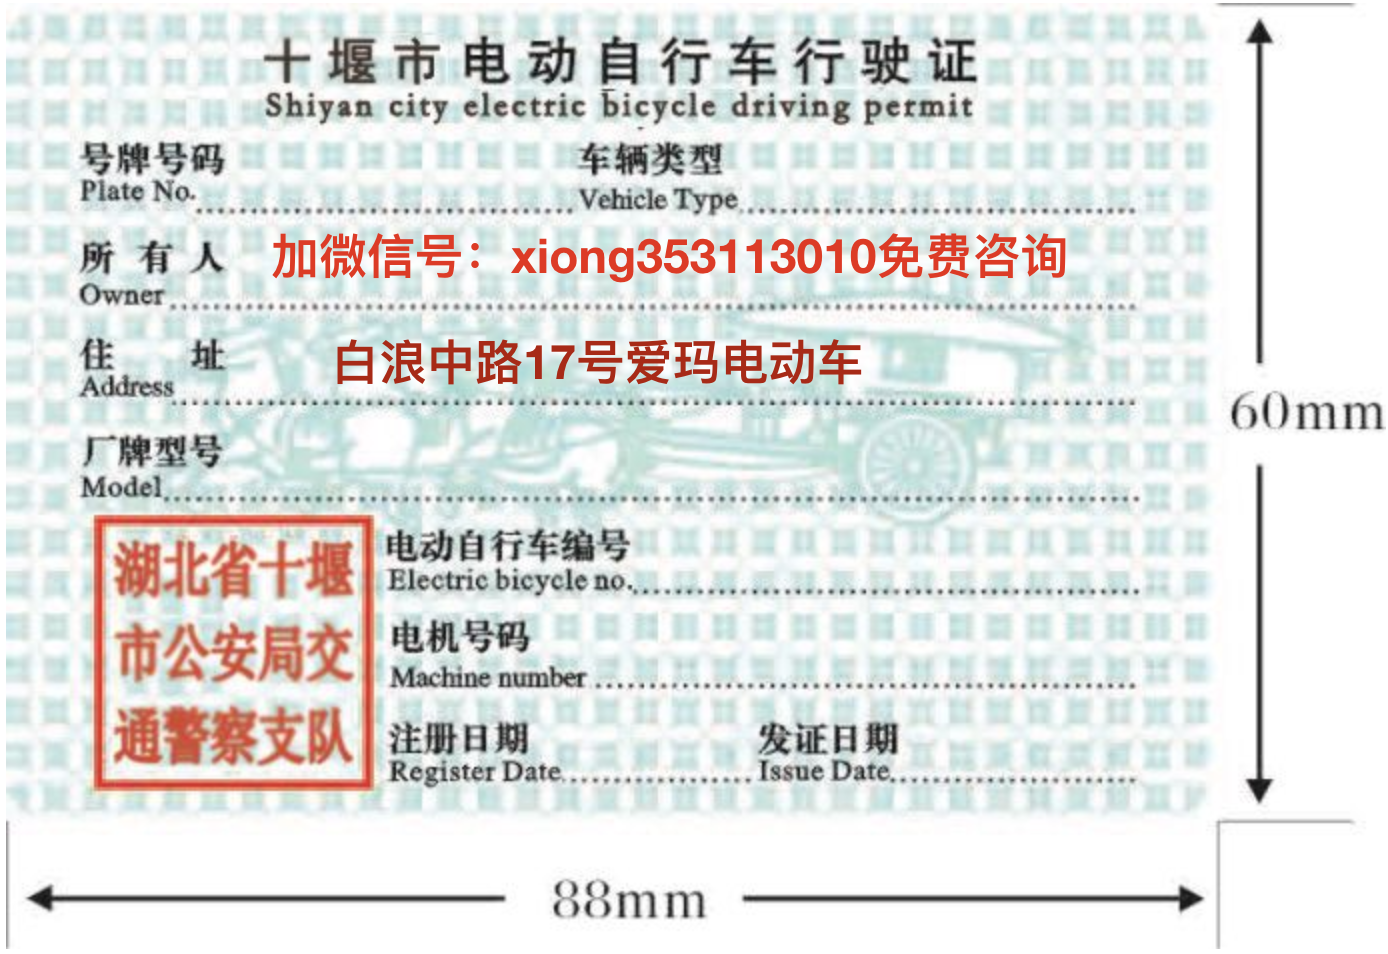 十堰市电动自行车行驶证
Shiyan city electric bicycle driving permit
号牌号码 车辆类型
Plate No. Vehicle Type
所有人 加微信号：xiong353113010免费咨询
Owner
住址 白浪中路17号爱玛电动车
Address
厂牌型号
Model
湖北省十堰
市公安局交
通警察支队
电动自行车编号
Electric bicycle no.
电机号码
Machine number
注册日期 发证日期
Register Date Issue Date
60mm
88mm